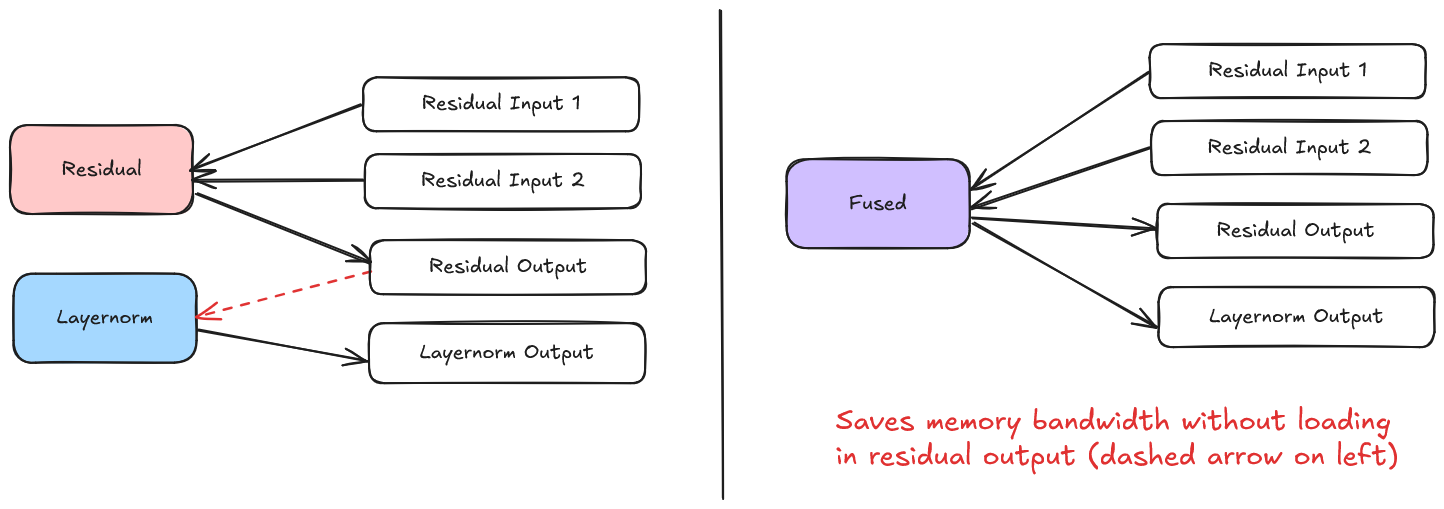 Residual Input 1
Residual Input 2
Residual
Residual Output
Layernorm
Layernorm Output
Residual Input 1
Residual Input 2
Fused
Residual Output
Layernorm Output
Saves memory bandwidth without loading
in residual output (dashed arrow on left)